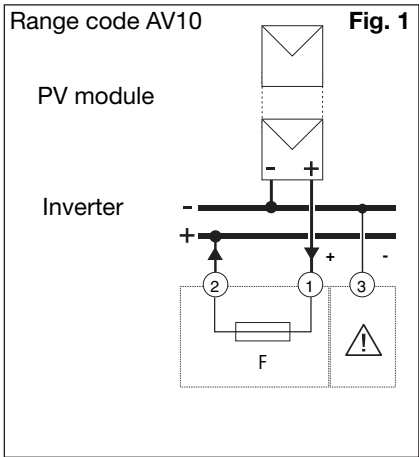 Range code AV10 Fig. 1
PV module
- +
Inverter -
+
+ -
2 1 3
F